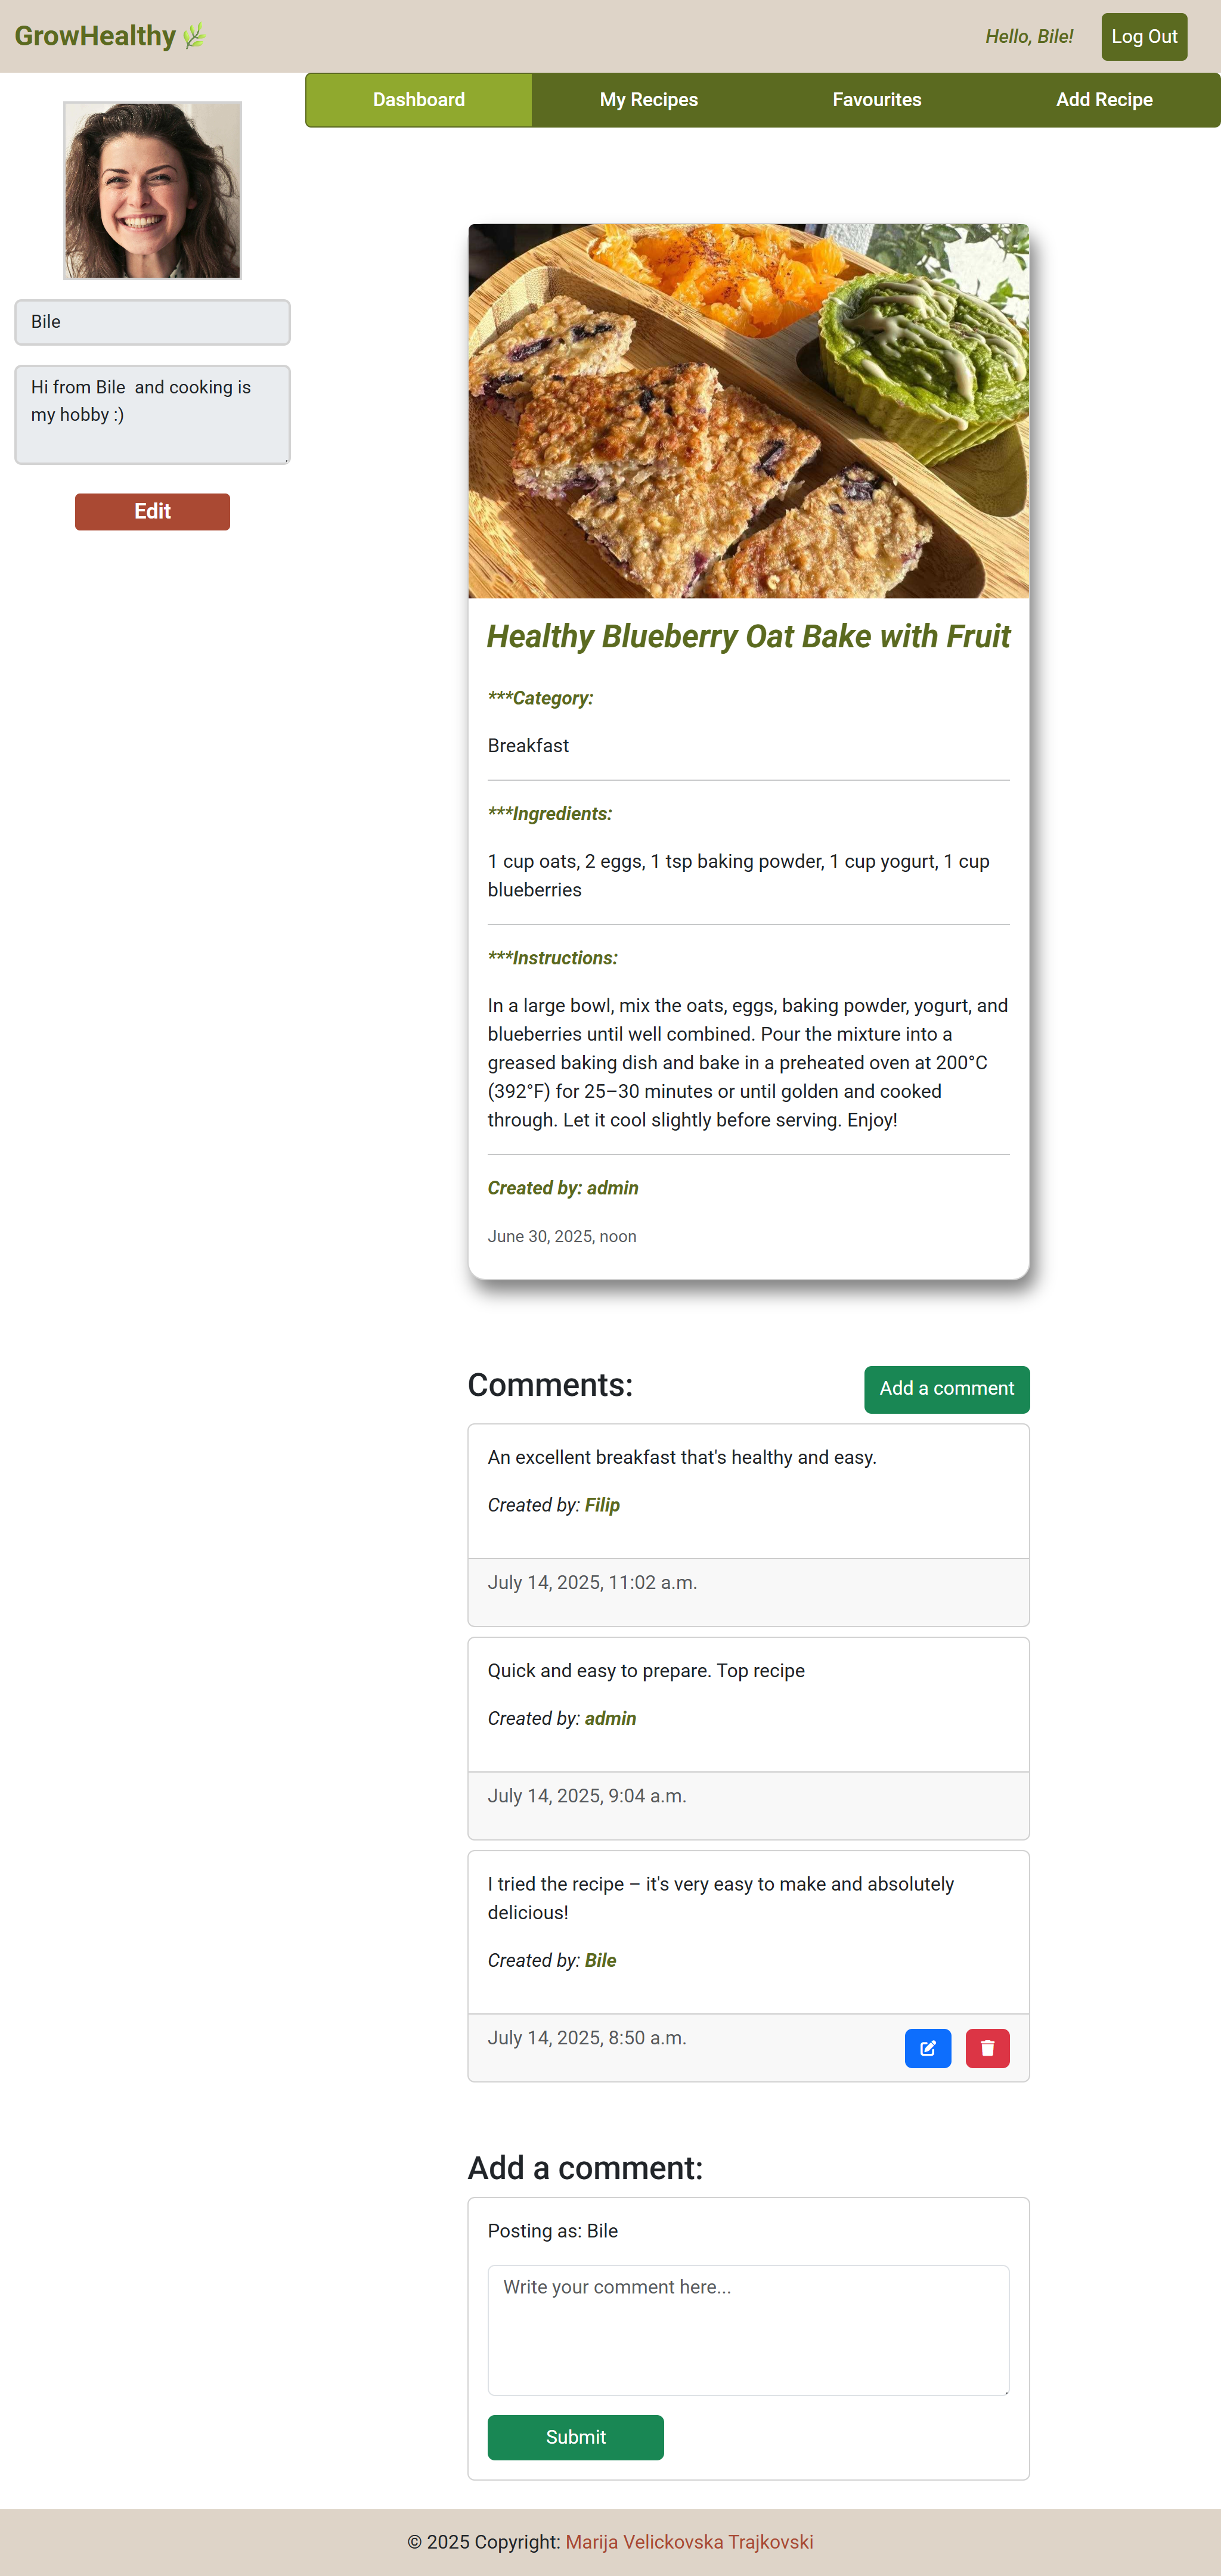 GrowHealthy
Hello, Bile!
Log Out
Dashboard
My Recipes
Favourites
Add Recipe
Bile
Hi from Bile  and cooking is
my hobby :)
Edit
Healthy Blueberry Oat Bake with Fruit
***Category:
Breakfast
***Ingredients:
1 cup oats, 2 eggs, 1 tsp baking powder, 1 cup yogurt, 1 cup
blueberries
***Instructions:
In a large bowl, mix the oats, eggs, baking powder, yogurt, and
blueberries until well combined. Pour the mixture into a
greased baking dish and bake in a preheated oven at 200°C
(392°F) for 25–30 minutes or until golden and cooked
through. Let it cool slightly before serving. Enjoy!
Created by: admin
June 30, 2025, noon
Comments:
Add a comment
An excellent breakfast that's healthy and easy.
Created by: Filip
July 14, 2025, 11:02 a.m.
Quick and easy to prepare. Top recipe
Created by: admin
July 14, 2025, 9:04 a.m.
I tried the recipe – it's very easy to make and absolutely
delicious!
Created by: Bile
July 14, 2025, 8:50 a.m.
Add a comment:
Posting as: Bile
Write your comment here...
Submit
© 2025 Copyright: Marija Velickovska Trajkovski